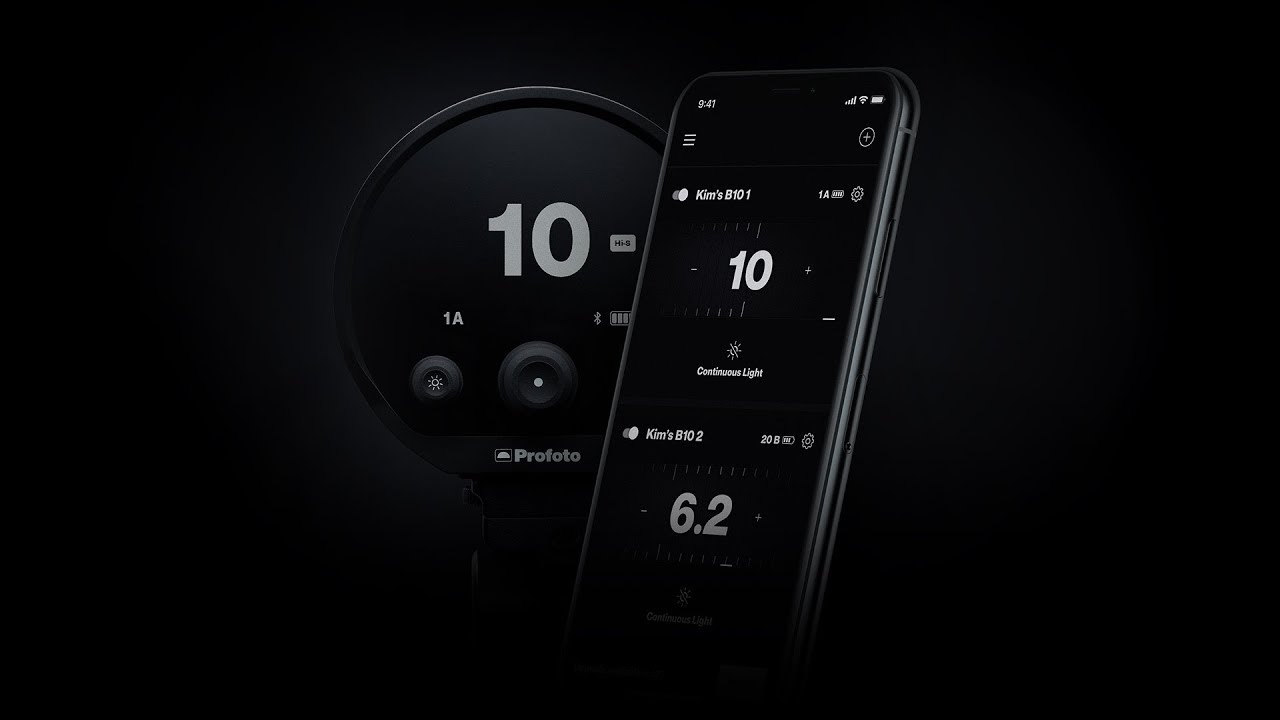 10
Hi-S
1A
Profoto
9:41
Kim's B10 1
1A
- 10 +
Continuous Light
Kim's B10 2
20 B
- 6.2 +
Continuous Light